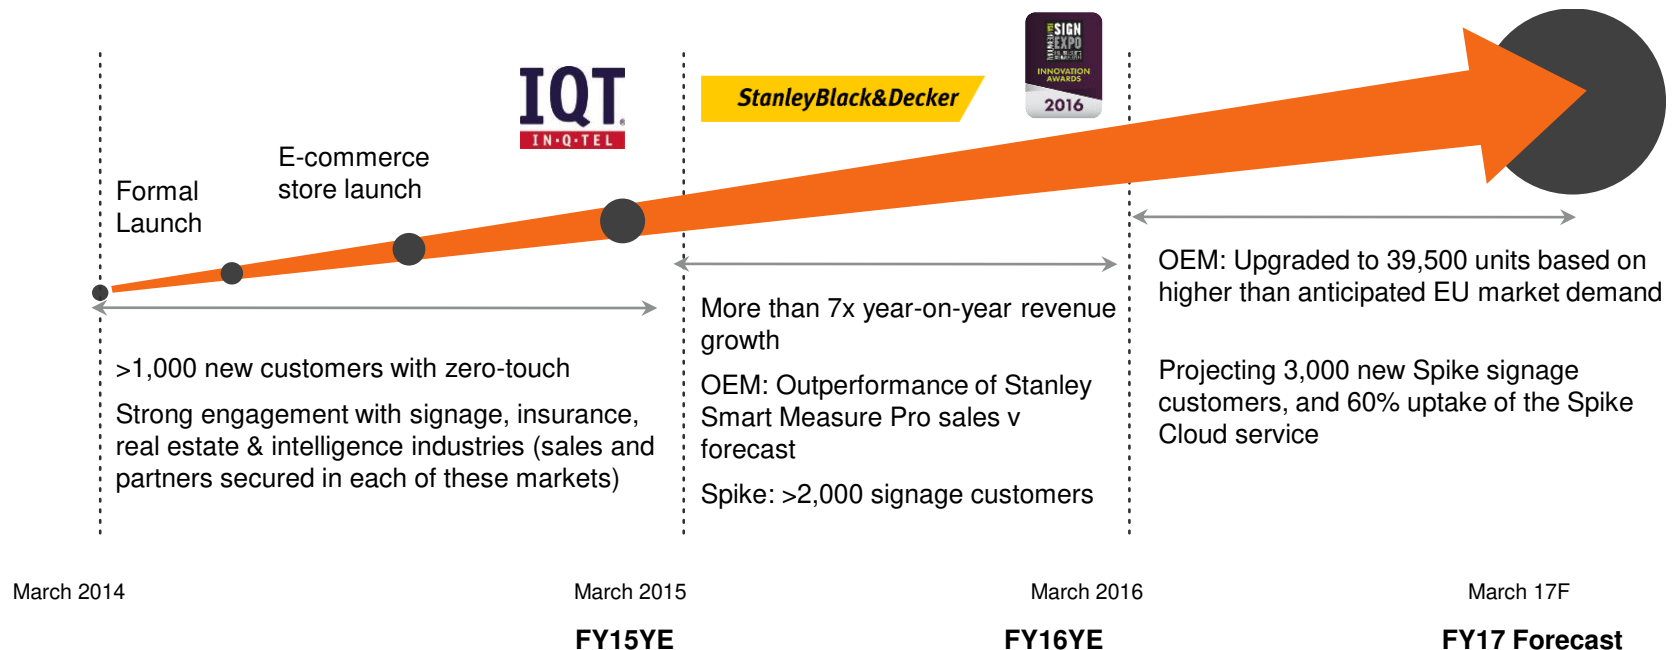 Formal
Launch
E-commerce
store launch
IQT
IN·Q·TEL
StanleyBlack&Decker
SIGN
EXPO
INNOVATION
AWARDS
2016
>1,000 new customers with zero-touch
Strong engagement with signage, insurance,
real estate & intelligence industries (sales and
partners secured in each of these markets)
More than 7x year-on-year revenue
growth
OEM: Outperformance of Stanley
Smart Measure Pro sales v
forecast
Spike: >2,000 signage customers
OEM: Upgraded to 39,500 units based on
higher than anticipated EU market demand
Projecting 3,000 new Spike signage
customers, and 60% uptake of the Spike
Cloud service
March 2014
March 2015
March 2016
March 17F
FY15YE
FY16YE
FY17 Forecast